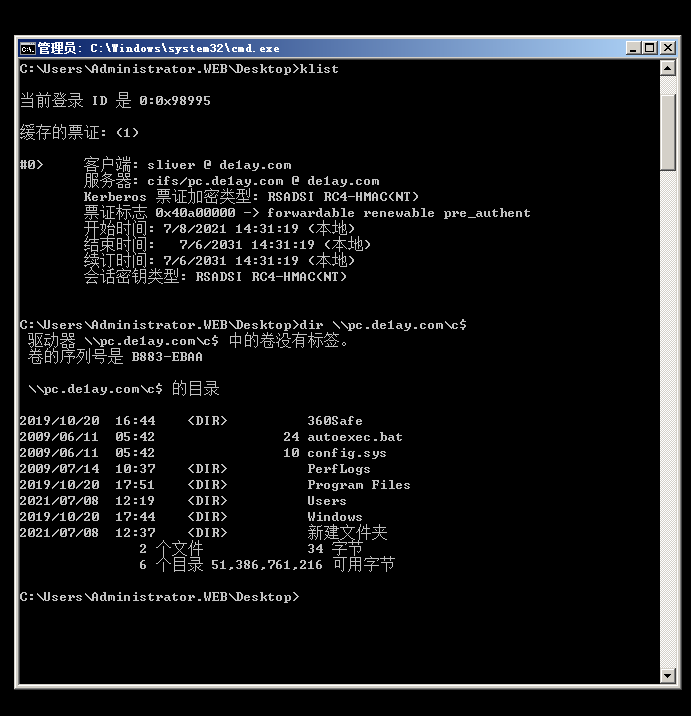 管理员: C:\Windows\system32\cmd.exe
C:\Users\Administrator.WEB\Desktop>klist
当前登录 ID 是 0:0x98995
缓存的票证: (1)
#0>     客户端: sliver @ de1ay.com
        服务器: cifs/pc.de1ay.com @ de1ay.com
        Kerberos 票证加密类型: RSADSI RC4-HMAC(NT)
        票证标志 0x40a00000 -> forwardable renewable pre_authent
        开始时间: 7/8/2021 14:31:19 (本地)
        结束时间:   7/6/2031 14:31:19 (本地)
        续订时间: 7/6/2031 14:31:19 (本地)
        会话密钥类型: RSADSI RC4-HMAC(NT)
C:\Users\Administrator.WEB\Desktop>dir \\pc.de1ay.com\c$
 驱动器 \\pc.de1ay.com\c$ 中的卷没有标签。
 卷的序列号是 B883-EBAA
 \\pc.de1ay.com\c$ 的目录
2019/10/20  16:44    <DIR>          360Safe
2009/06/11  05:42                24 autoexec.bat
2009/06/11  05:42                10 config.sys
2009/07/14  10:37    <DIR>          PerfLogs
2019/10/20  17:51    <DIR>          Program Files
2021/07/08  12:19    <DIR>          Users
2019/10/20  17:44    <DIR>          Windows
2021/07/08  12:37    <DIR>          新建文件夹
               2 个文件             34 字节
               6 个目录 51,386,761,216 可用字节
C:\Users\Administrator.WEB\Desktop>